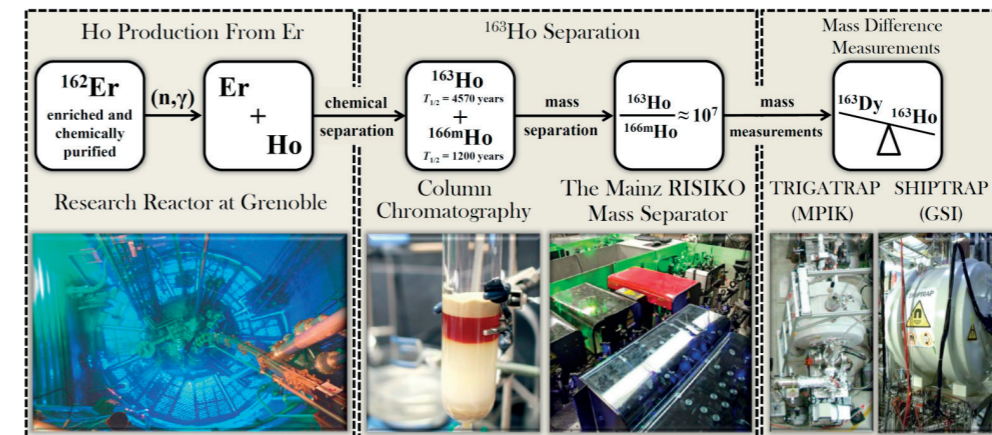 Ho Production From Er
¹⁶²Er
enriched and
chemically
purified
(n,γ)
Er
+
Ho
chemical
separation
¹⁶³Ho Separation
¹⁶³Ho
T₁/₂ = 4570 years
+
¹⁶⁶ᵐHo
T₁/₂ = 1200 years
mass
separation
¹⁶³Ho
¹⁶⁶ᵐHo
≈ 10⁷
mass
measurements
Mass Difference
Measurements
¹⁶³Dy
¹⁶³Ho
Research Reactor at Grenoble
Column
Chromatography
The Mainz RISIKO
Mass Separator
TRIGATRAP
(MPIK)
SHIPTRAP
(GSI)
SHIPTRAP